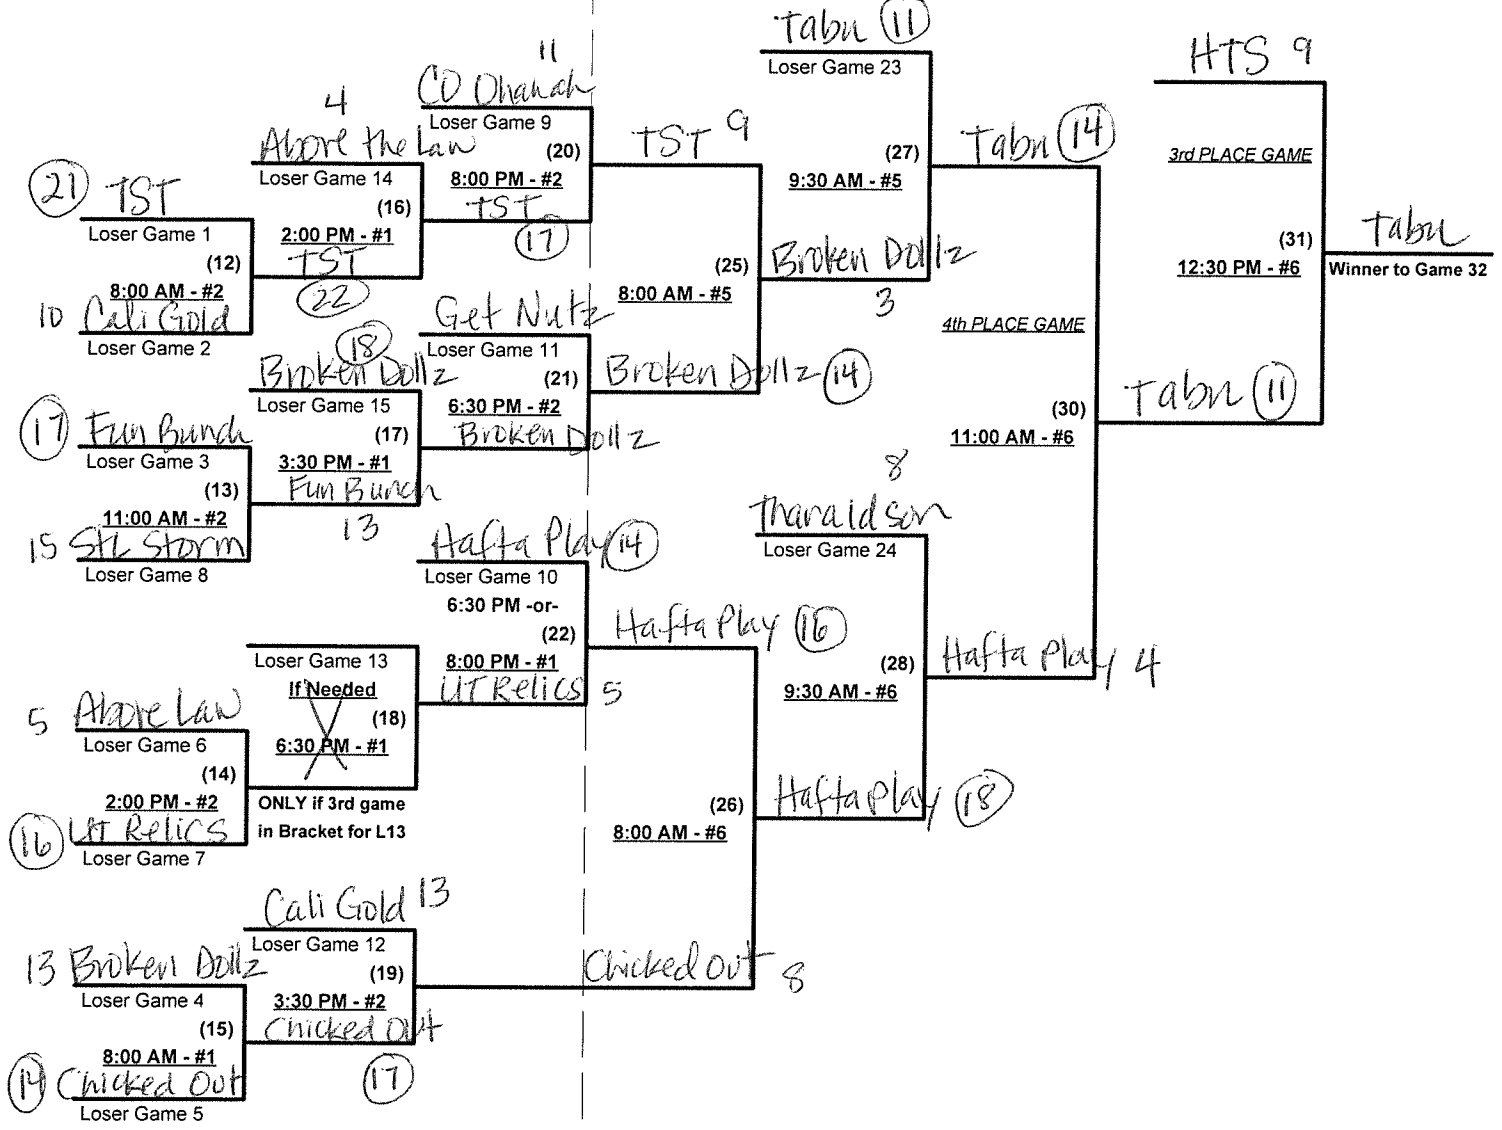 21 TST
Loser Game 1
(12)
8:00 AM - #2
10 Cali Gold
Loser Game 2
17 Fun Bunch
Loser Game 3
(13)
11:00 AM - #2
15 StL Storm
Loser Game 8
5 Above Law
Loser Game 6
(14)
2:00 PM - #2
16 UT Relics
Loser Game 7
13 Broken Dollz
Loser Game 4
(15)
8:00 AM - #1
14 Chicked Out
Loser Game 5
4
Above the Law
Loser Game 14
(16)
2:00 PM - #1
TST
22
18
Broken Dollz
Loser Game 15
(17)
3:30 PM - #1
Fun Bunch
13
Loser Game 13
If Needed
(18)
6:30 PM - #1
ONLY if 3rd game
in Bracket for L13
Cali Gold 13
Loser Game 12
(19)
3:30 PM - #2
Chicked Out
17
11
CO Ohanah
Loser Game 9
(20)
8:00 PM - #2
TST
17
Get Nutz
Loser Game 11
(21)
6:30 PM - #2
Broken Dollz
Hafta Play 14
Loser Game 10
6:30 PM -or-
(22)
8:00 PM - #1
UT Relics 5
TST 9
(25)
8:00 AM - #5
Broken Dollz 14
Hafta Play 16
(26)
8:00 AM - #6
Chicked Out 8
Tabu 11
Loser Game 23
(27)
9:30 AM - #5
Broken Dollz
3
8
Tharaldson
Loser Game 24
(28)
9:30 AM - #6
Hafta Play 18
Tabu 14
4th PLACE GAME
(30)
11:00 AM - #6
Hafta Play 4
HTS 9
3rd PLACE GAME
(31)
12:30 PM - #6
Tabu 11
Tabu
Winner to Game 32